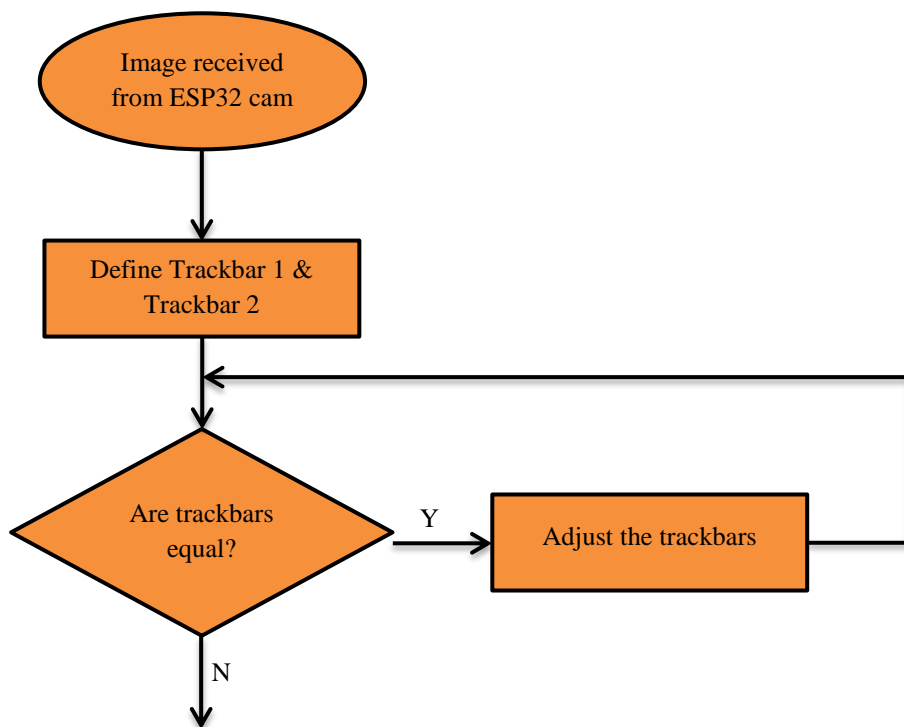 Image received
from ESP32 cam
Define Trackbar 1 &
Trackbar 2
Are trackbars
equal?
Y
Adjust the trackbars
N